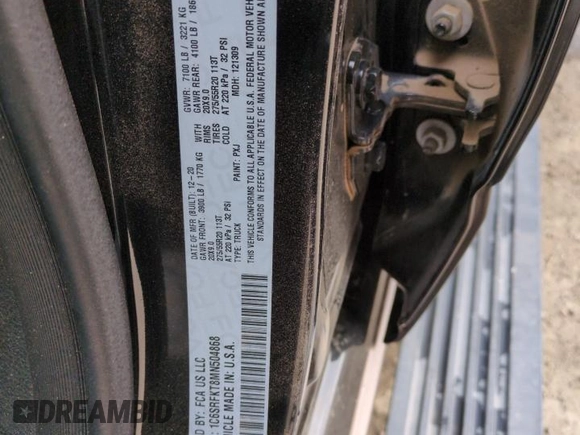 D BY: FCA US LLC
DATE OF MFR (BUILT): 12-20
GVWR: 7100 LB / 3221 KG
GAWR FRONT: 3900 LB / 1770 KG
WITH
GAWR REAR: 4100 LB / 186
20X9.0
RIMS
20X9.0
275/55R20 113T
TIRES
275/55R20 113T
AT 220 kPa / 32 PSI
COLD
AT 220 kPa / 32 PSI
: 1C6SRFKT8MN504868
TYPE: TRUCK
PAINT: PXJ
MDH: 121309
HICLE MADE IN: U.S.A.
THIS VEHICLE CONFORMS TO ALL APPLICABLE U.S.A. FEDERAL MOTOR VEHI
STANDARDS IN EFFECT ON THE DATE OF MANUFACTURE SHOWN A
DREAMBID